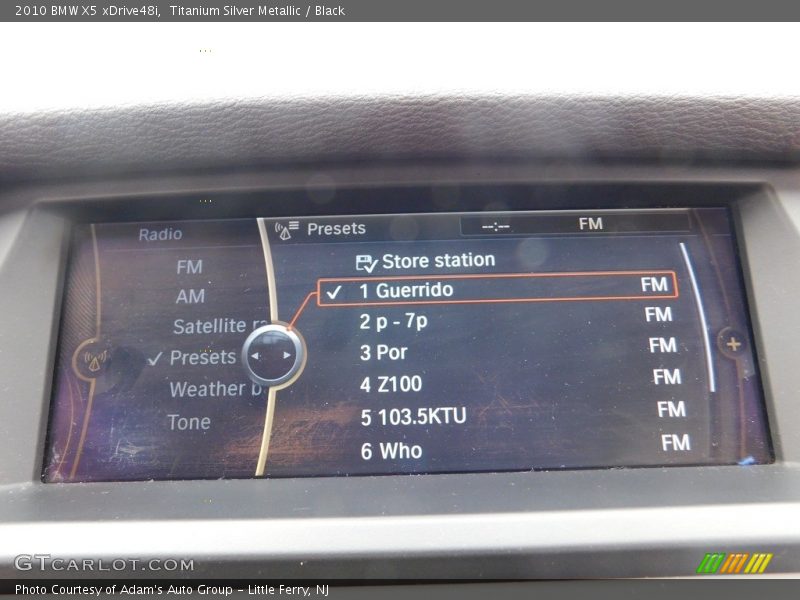 2010 BMW X5 xDrive48i, Titanium Silver Metallic / Black
Radio
FM
AM
Satellite
Presets
Weather
Tone
Presets
--:-- FM
Store station
1 Guerrido FM
2 p - 7p FM
3 Por FM
4 Z100 FM
5 103.5KTU FM
6 Who FM
GTCARLOT.COM
Photo Courtesy of Adam's Auto Group - Little Ferry, NJ